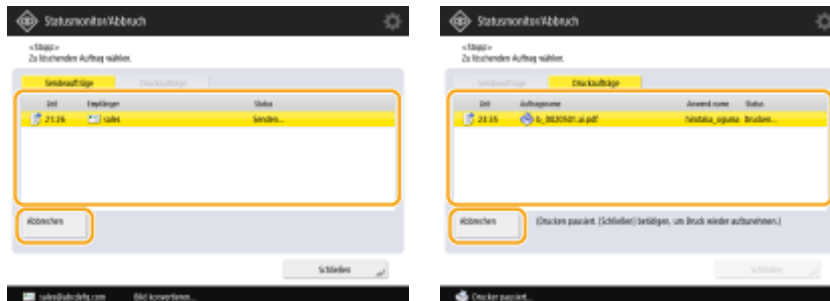 Statusmonitor/Abbruch
<Stopp>
Zu löschenden Auftrag wählen.
Sendeaufträge Druckaufträge
Zeit Empfänger Status
21:26 sales Senden...
Abbrechen
Schließen
sales@abcdefg.com Bild konvertieren...
Statusmonitor/Abbruch
<Stopp>
Zu löschenden Auftrag wählen.
Sendeaufträge Druckaufträge
Zeit Auftragsname Anwend.name Status
Drucken...
Abbrechen (Drucken pausiert. [Schließen] betätigen, um Druck wieder aufzunehmen.)
Schließen
Drucker pausiert...